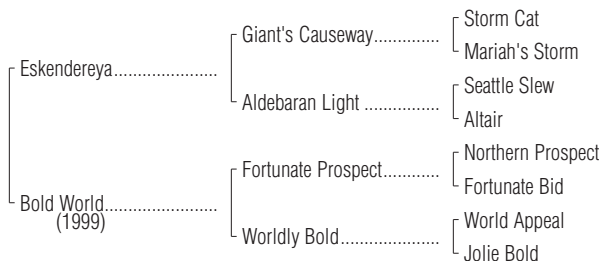 Storm Cat
Giant's Causeway..............
Mariah's Storm
Eskendereya......................
Seattle Slew
Aldebaran Light ................
Altair
Northern Prospect
Fortunate Prospect............
Fortunate Bid
Bold World........................
(1999)
World Appeal
Worldly Bold.....................
Jolie Bold